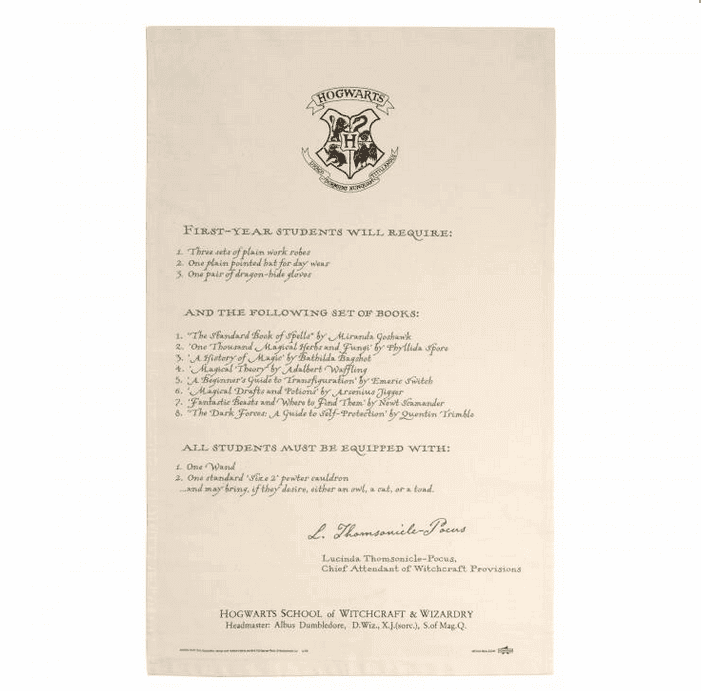 HOGWARTS
H
DRACO DORMIENS NUNQUAM TITILLANDUS
FIRST-YEAR STUDENTS WILL REQUIRE:
1. Three sets of plain work robes
2. One plain pointed hat for day wear
3. One pair of dragon-hide gloves
AND THE FOLLOWING SET OF BOOKS:
1. "The Standard Book of Spells" by Miranda Goshawk
2. 'One Thousand Magical Herbs and Fungi' by Phyllida Spore
3. 'A History of Magic' by Bathilda Bagshot
4. 'Magical Theory' by Adalbert Waffling
5. 'A Beginner's Guide to Transfiguration' by Emeric Switch
6. 'Magical Drafts and Potions' by Arsenius Jigger
7. 'Fantastic Beasts and Where to Find Them' by Newt Scamander
8. "The Dark Forces: A Guide to Self-Protection' by Quentin Trimble
ALL STUDENTS MUST BE EQUIPPED WITH:
1. One Wand
2. One standard 'Size 2' pewter cauldron
...and may bring, if they desire, either an owl, a cat, or a toad.
L. Thomsonicle-Pocus
Lucinda Thomsonicle-Pocus,
Chief Attendant of Witchcraft Provisions
HOGWARTS SCHOOL of WITCHCRAFT & WIZARDRY
Headmaster: Albus Dumbledore, D.Wiz., X.J.(sorc.), S.of Mag.Q.